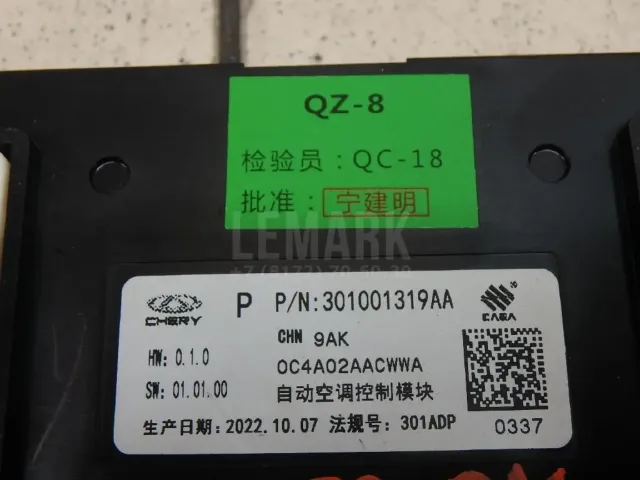 QZ-8
检验员：QC-18
批准：宁建明
LEMARK
CHERY
P P/N:301001319AA
CAEA
CHN 9AK
HW: 0.1.0
0C4A02AACWWA
SW: 01.01.00
自动空调控制模块
生产日期: 2022.10.07 法规号: 301ADP
0337